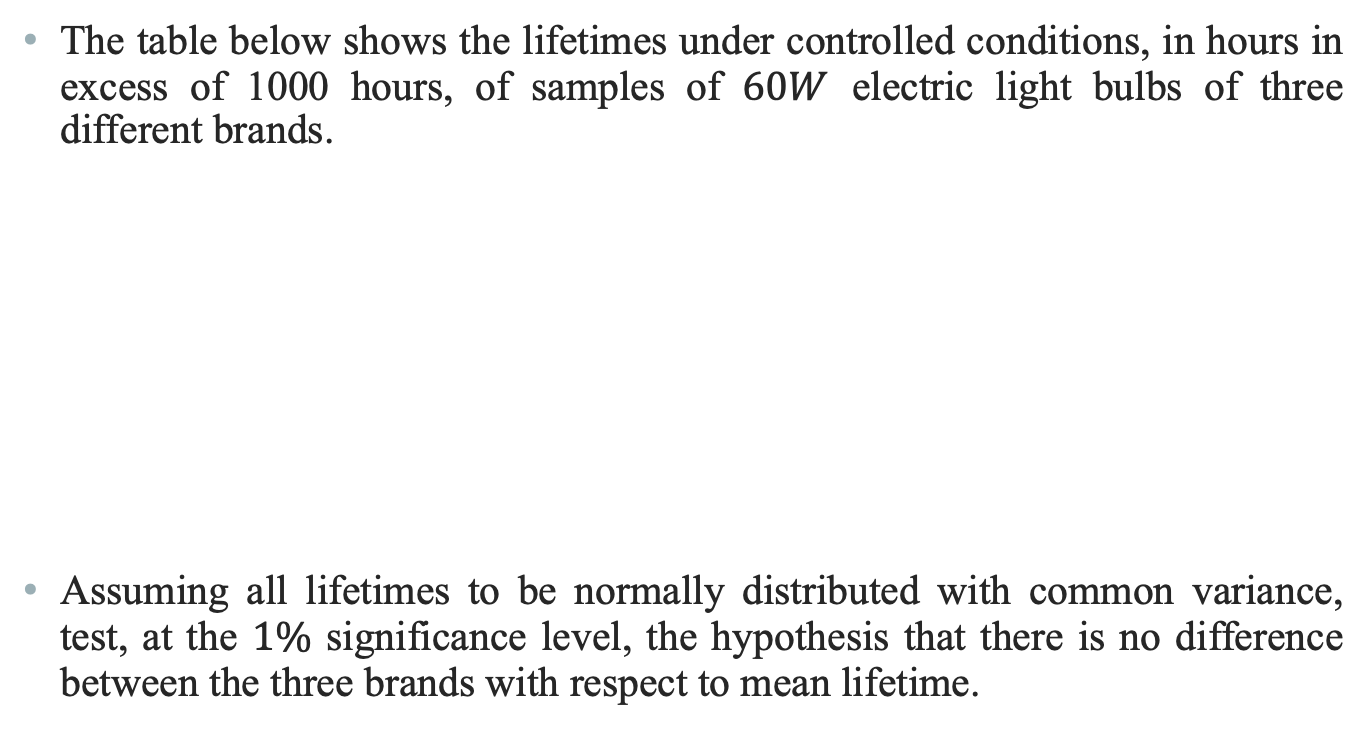 • The table below shows the lifetimes under controlled conditions, in hours in
excess of 1000 hours, of samples of 60W electric light bulbs of three
different brands.
• Assuming all lifetimes to be normally distributed with common variance,
test, at the 1% significance level, the hypothesis that there is no difference
between the three brands with respect to mean lifetime.